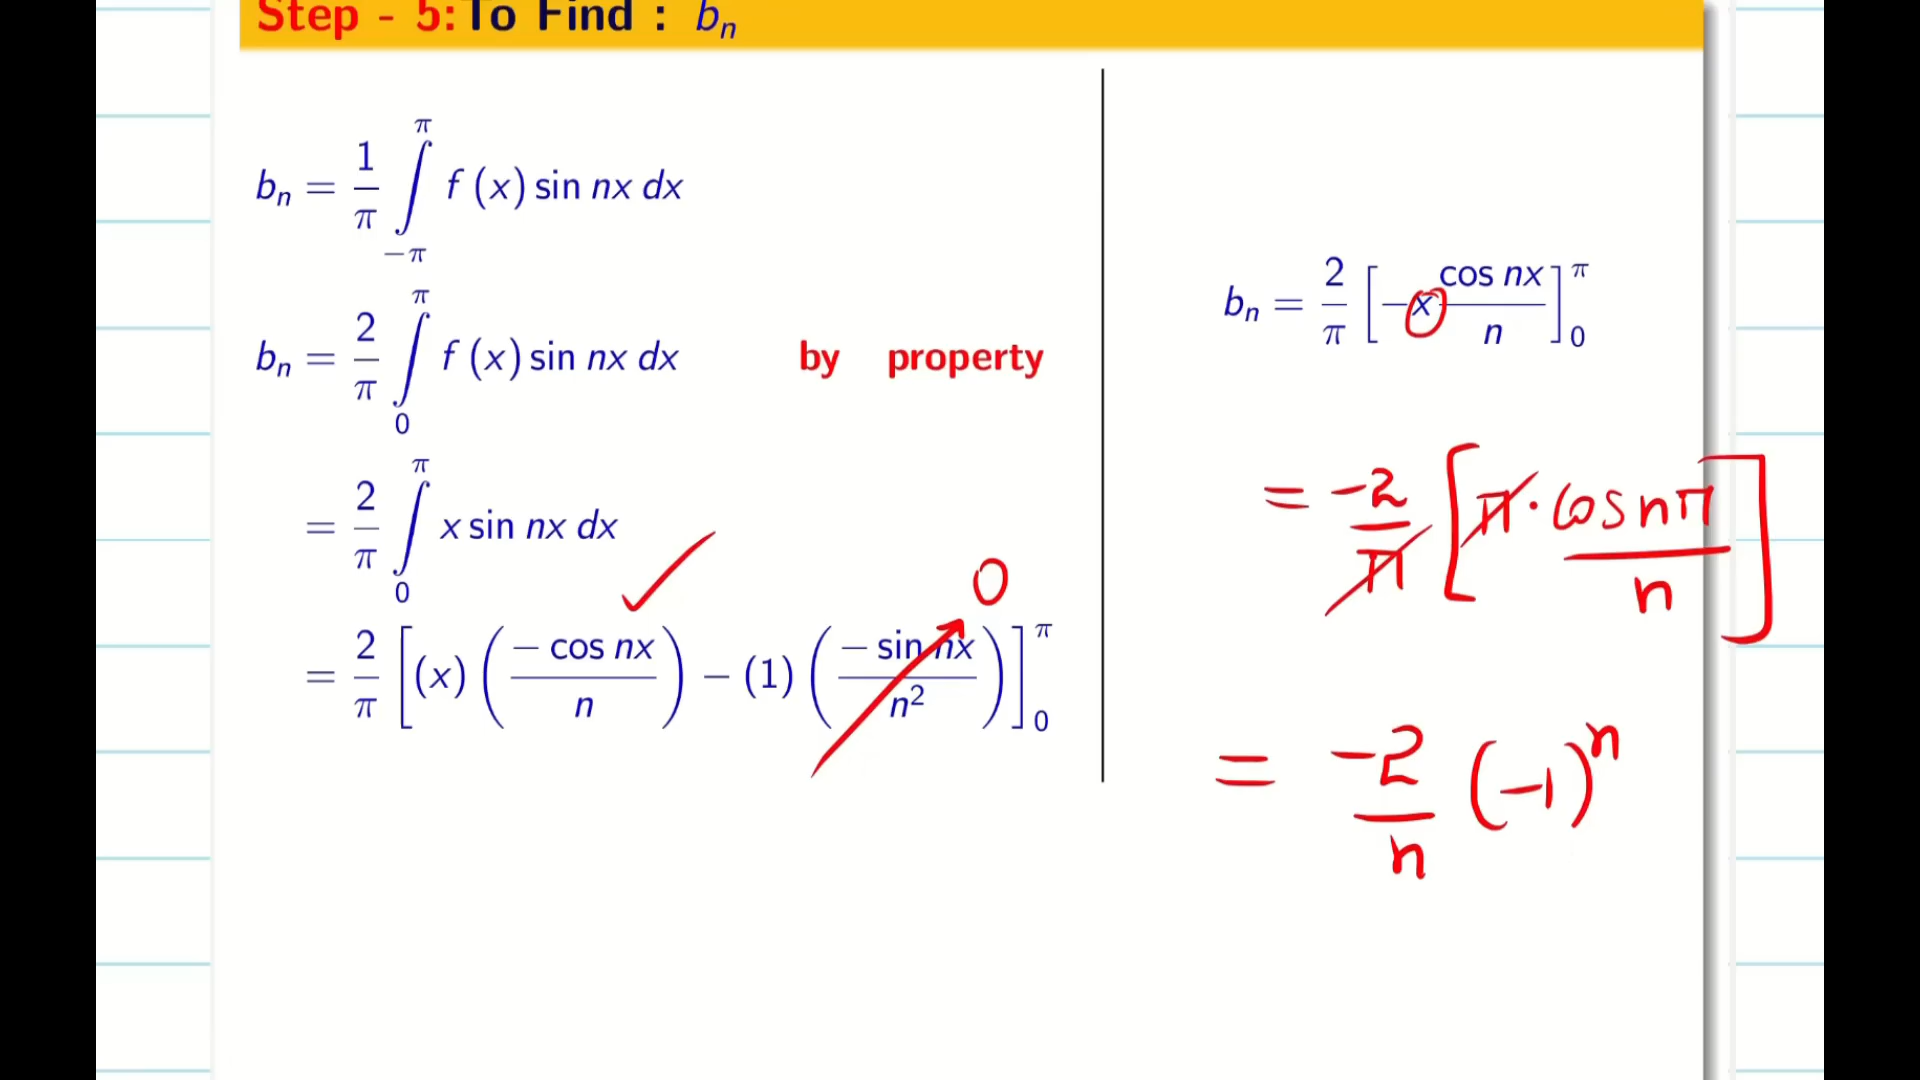 Step - 5: To Find : bₙ
bₙ = 1/π ∫_{−π}^{π} f (x) sin nx dx
bₙ = 2/π ∫_{0}^{π} f (x) sin nx dx by property
= 2/π ∫_{0}^{π} x sin nx dx ✓
= 2/π [(x) (− cos nx / n) − (1) (− sin nx / n²)]_{0}^{π} 0
bₙ = 2/π [−x cos nx / n]_{0}^{π}
= −2/π [π · cos nπ / n]
= −2/n (−1)ⁿ